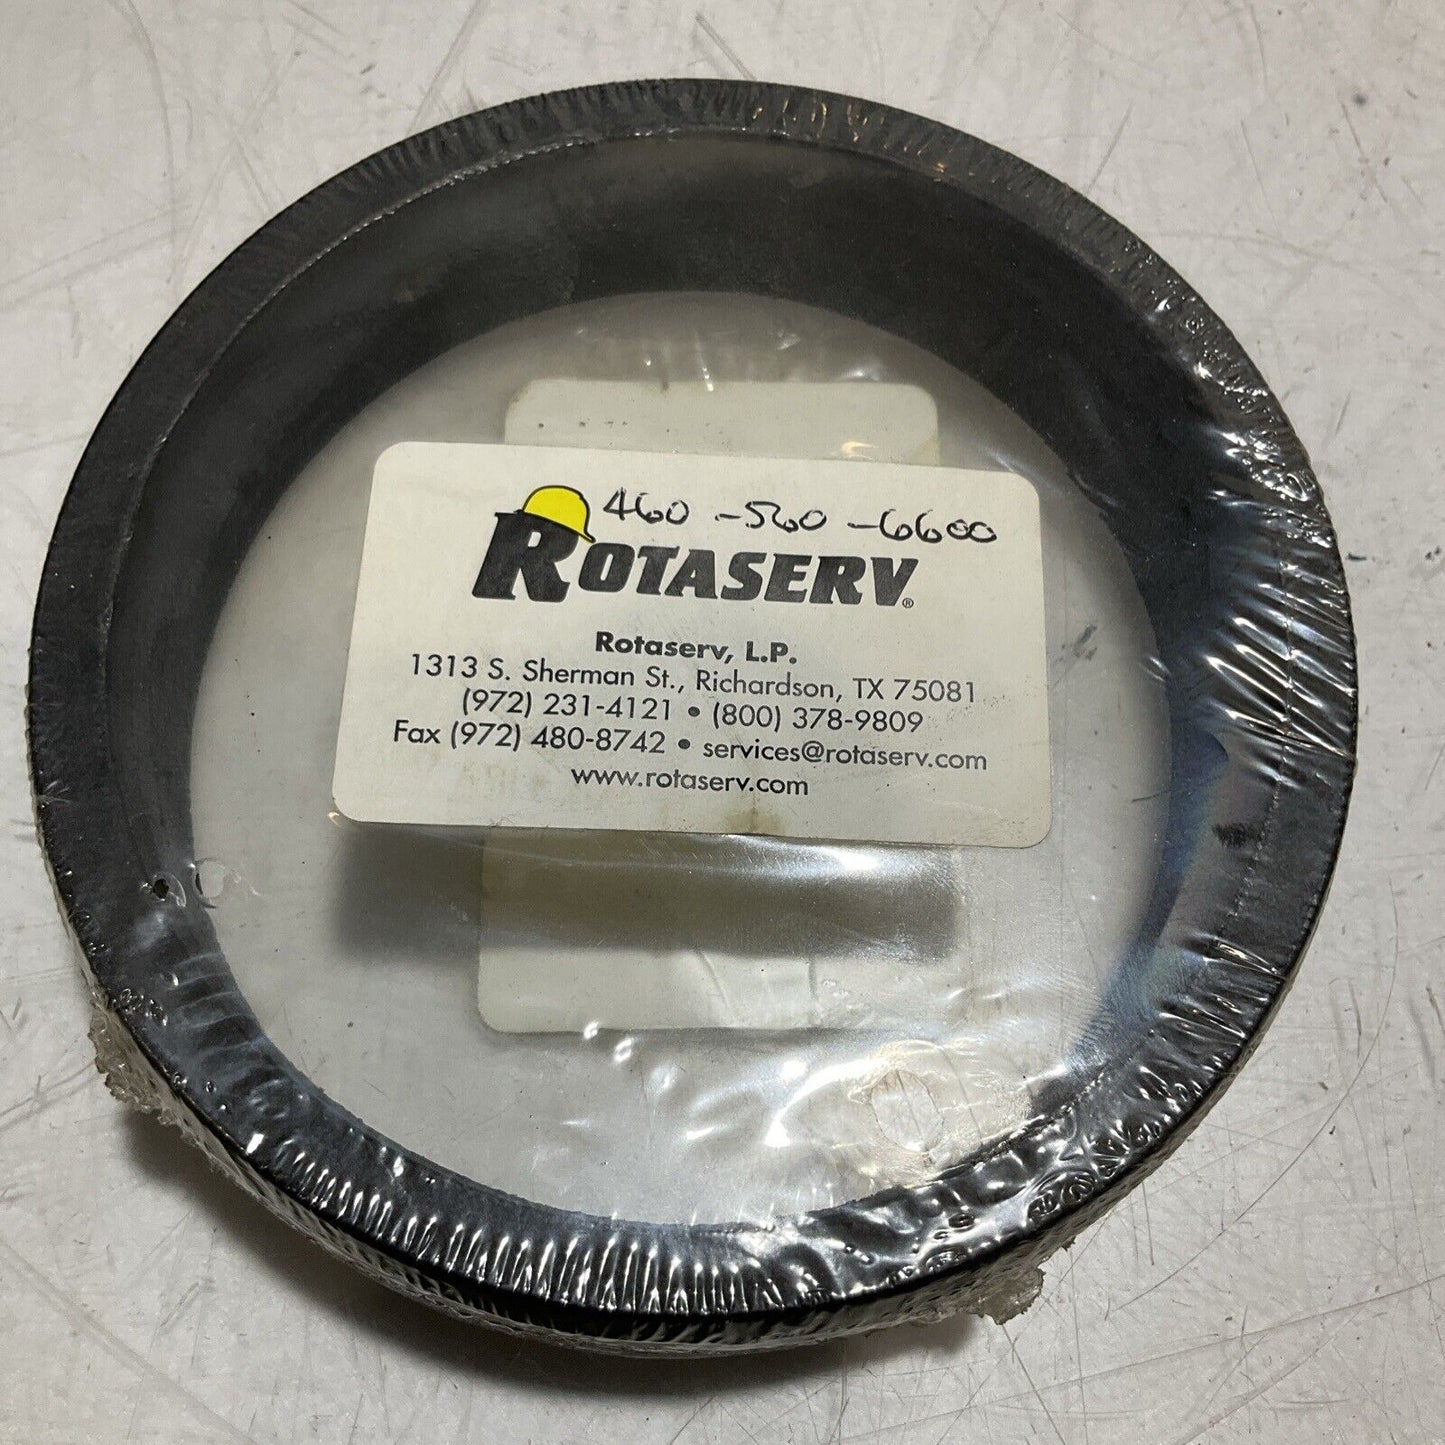 460 -560 -6600
ROTASERV®
Rotaserv, L.P.
1313 S. Sherman St., Richardson, TX 75081
(972) 231-4121 • (800) 378-9809
Fax (972) 480-8742 • services@rotaserv.com
www.rotaserv.com